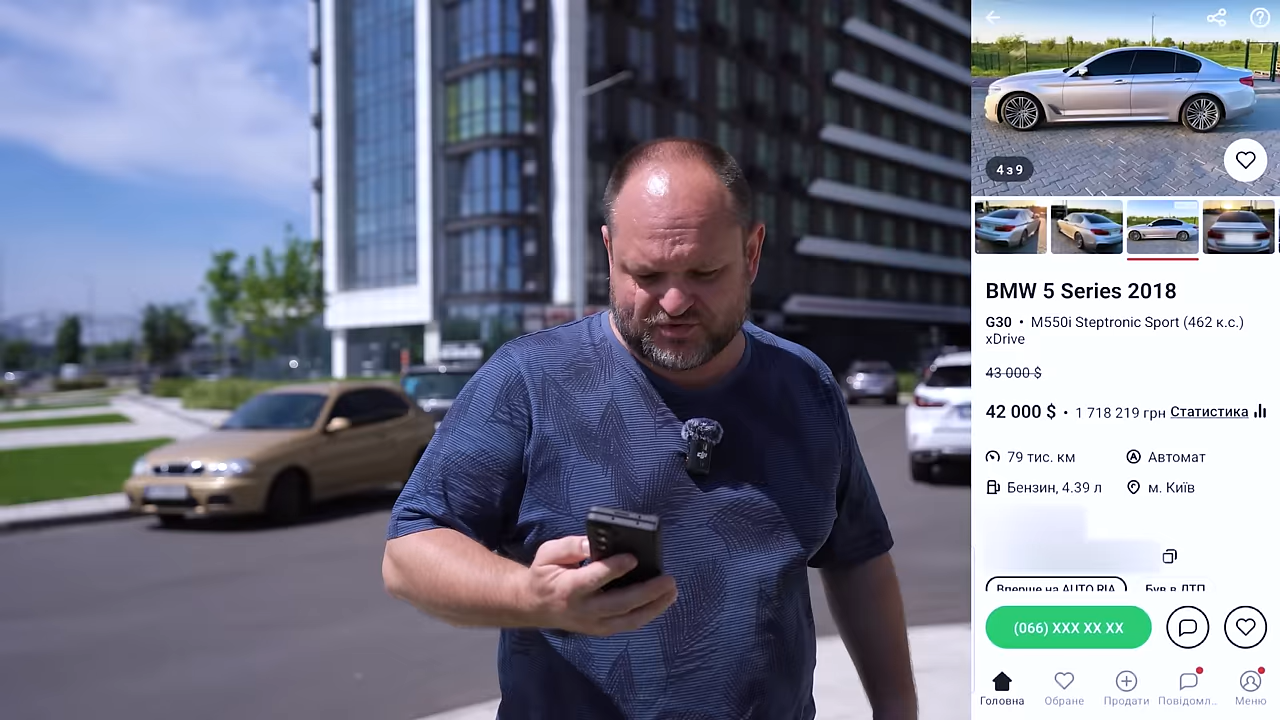 4 з 9
BMW 5 Series 2018
G30 • M550i Steptronic Sport (462 к.с.)
xDrive
43 000 $
42 000 $ • 1 718 219 грн Статистика
79 тис. км
Автомат
Бензин, 4.39 л
м. Київ
Вперше на AUTO.RIA
Був в ДТП
(066) XXX XX XX
Головна
Обране
Продати
Повідомл..
Меню
dji